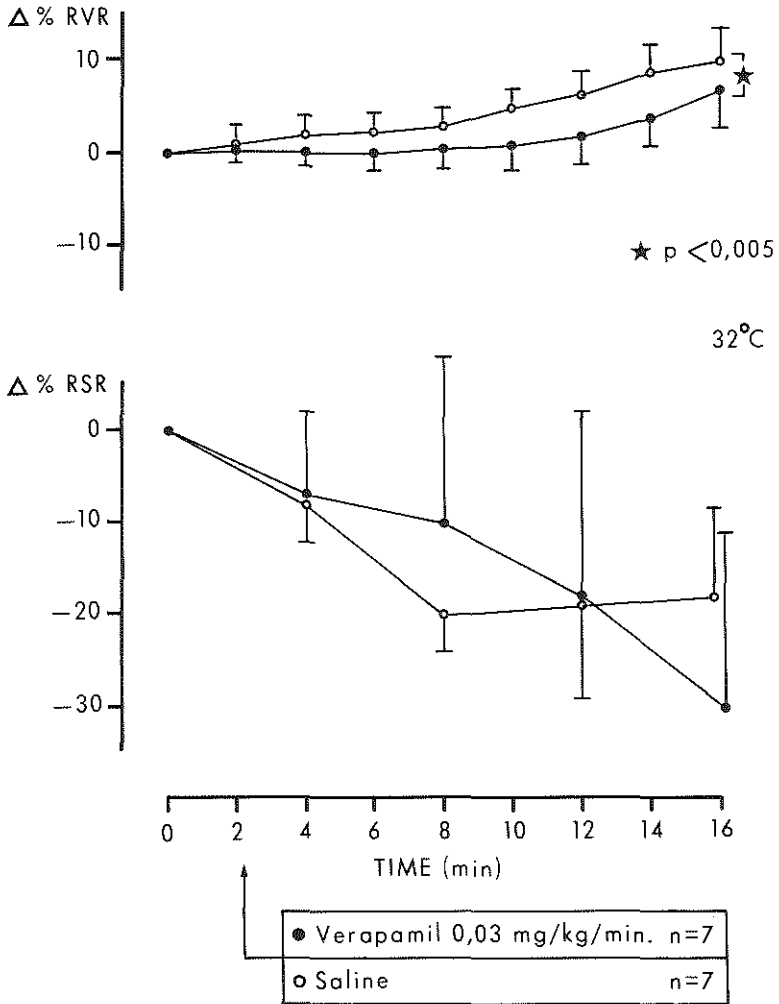 Δ % RVR
10
0
−10
★ p <0,005
32°C
Δ % RSR
0
−10
−20
−30
0 2 4 6 8 10 12 14 16
TIME (min)
● Verapamil 0,03 mg/kg/min. n=7
○ Saline n=7